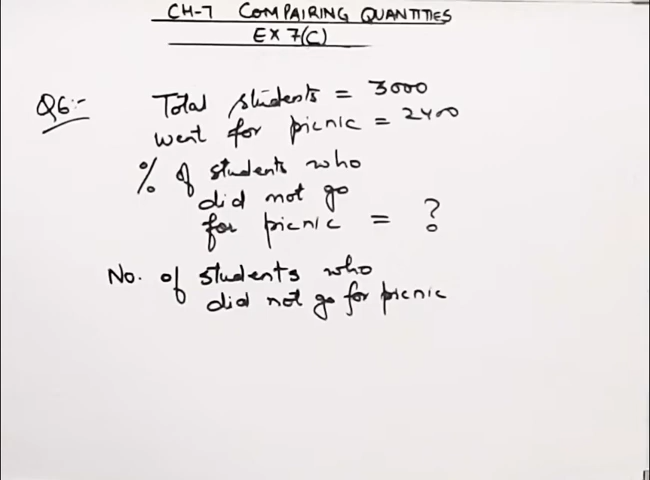 CH-7 COMPAIRING QUANTITIES
EX 7(C)
Q6:- Total students = 3000
went for picnic = 2400
% of students who
did not go
for picnic = ?
No. of students who
did not go for picnic